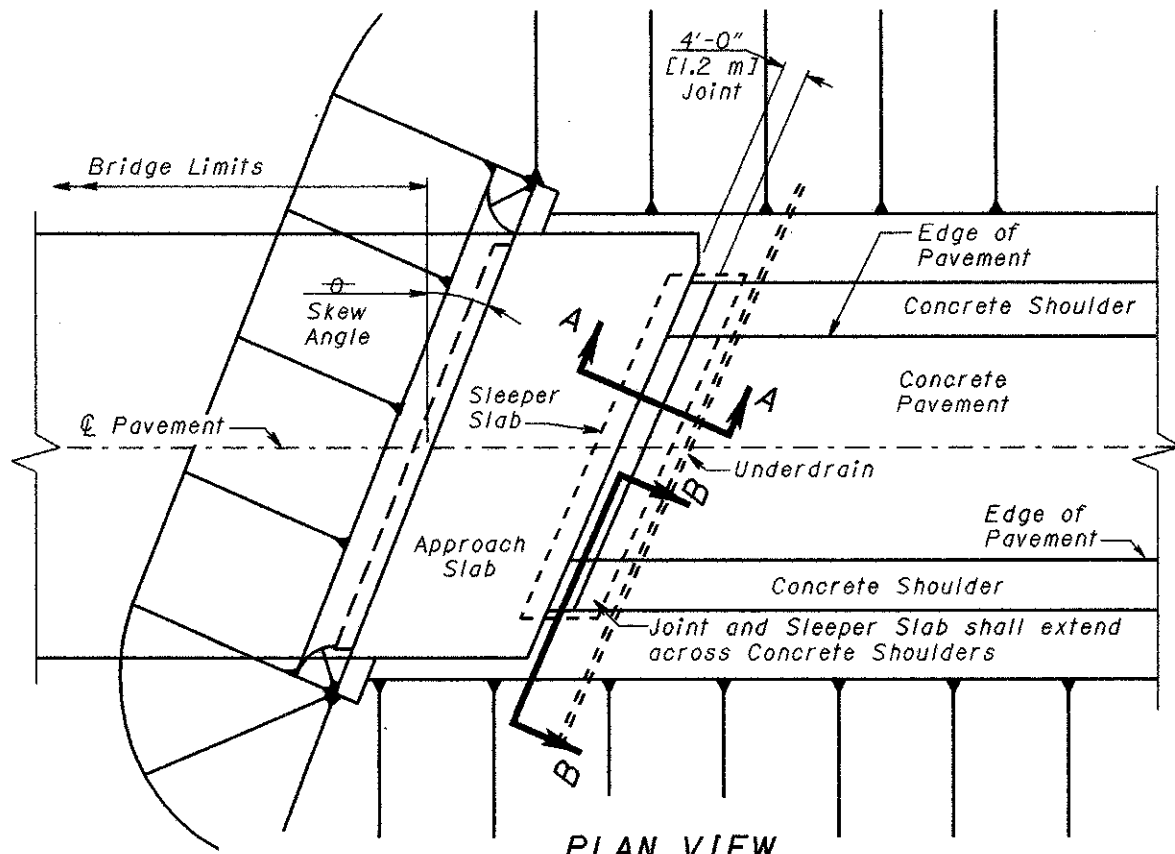 4'-0"
[1.2 m]
Joint
Bridge Limits
Edge of
Pavement
Concrete Shoulder
θ
Skew
Angle
A
A
Concrete
Pavement
Sleeper
Slab
℄ Pavement
Underdrain
B
Edge of
Pavement
Approach
Slab
Concrete Shoulder
Joint and Sleeper Slab shall extend
across Concrete Shoulders
B
PLAN VIEW